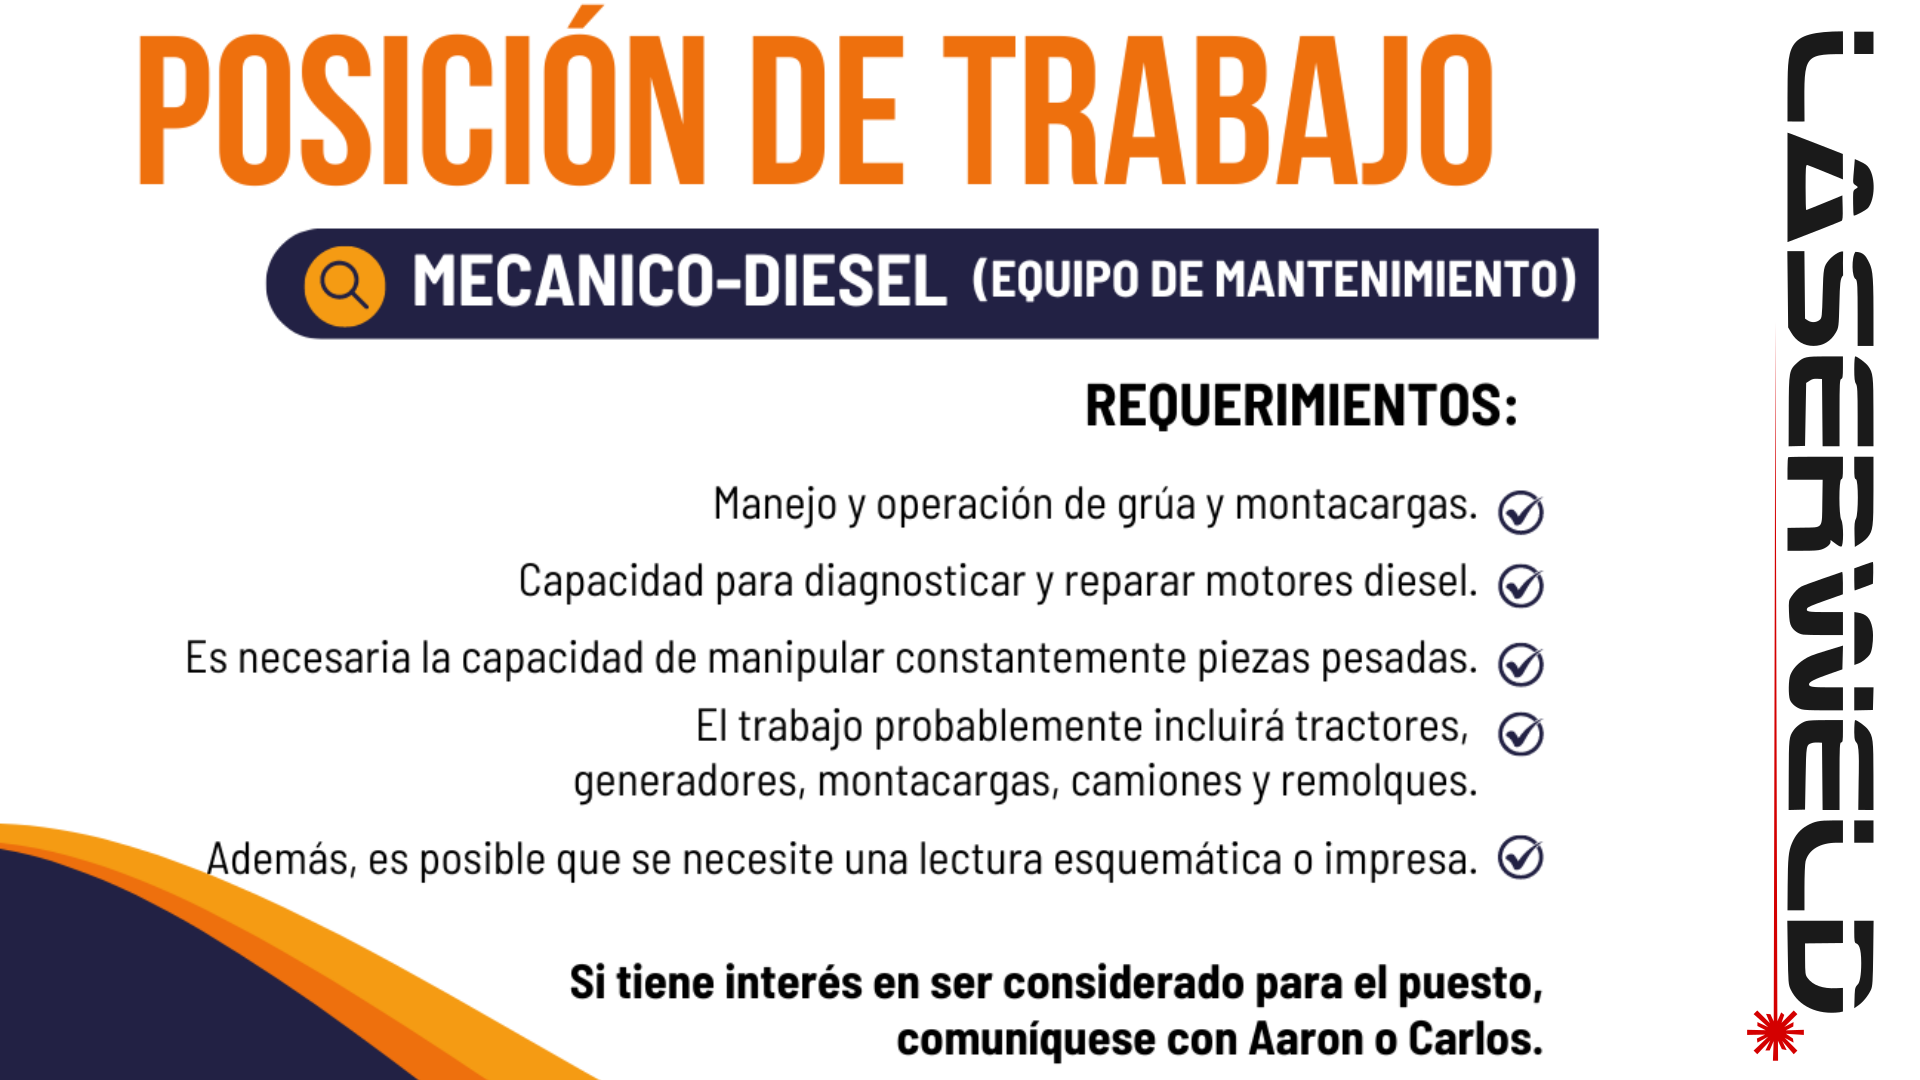 POSICIÓN DE TRABAJO
MECANICO-DIESEL (EQUIPO DE MANTENIMIENTO)
REQUERIMIENTOS:
Manejo y operación de grúa y montacargas.
Capacidad para diagnosticar y reparar motores diesel.
Es necesaria la capacidad de manipular constantemente piezas pesadas.
El trabajo probablemente incluirá tractores,
generadores, montacargas, camiones y remolques.
Además, es posible que se necesite una lectura esquemática o impresa.
Si tiene interés en ser considerado para el puesto,
comuníquese con Aaron o Carlos.
LASERWELD